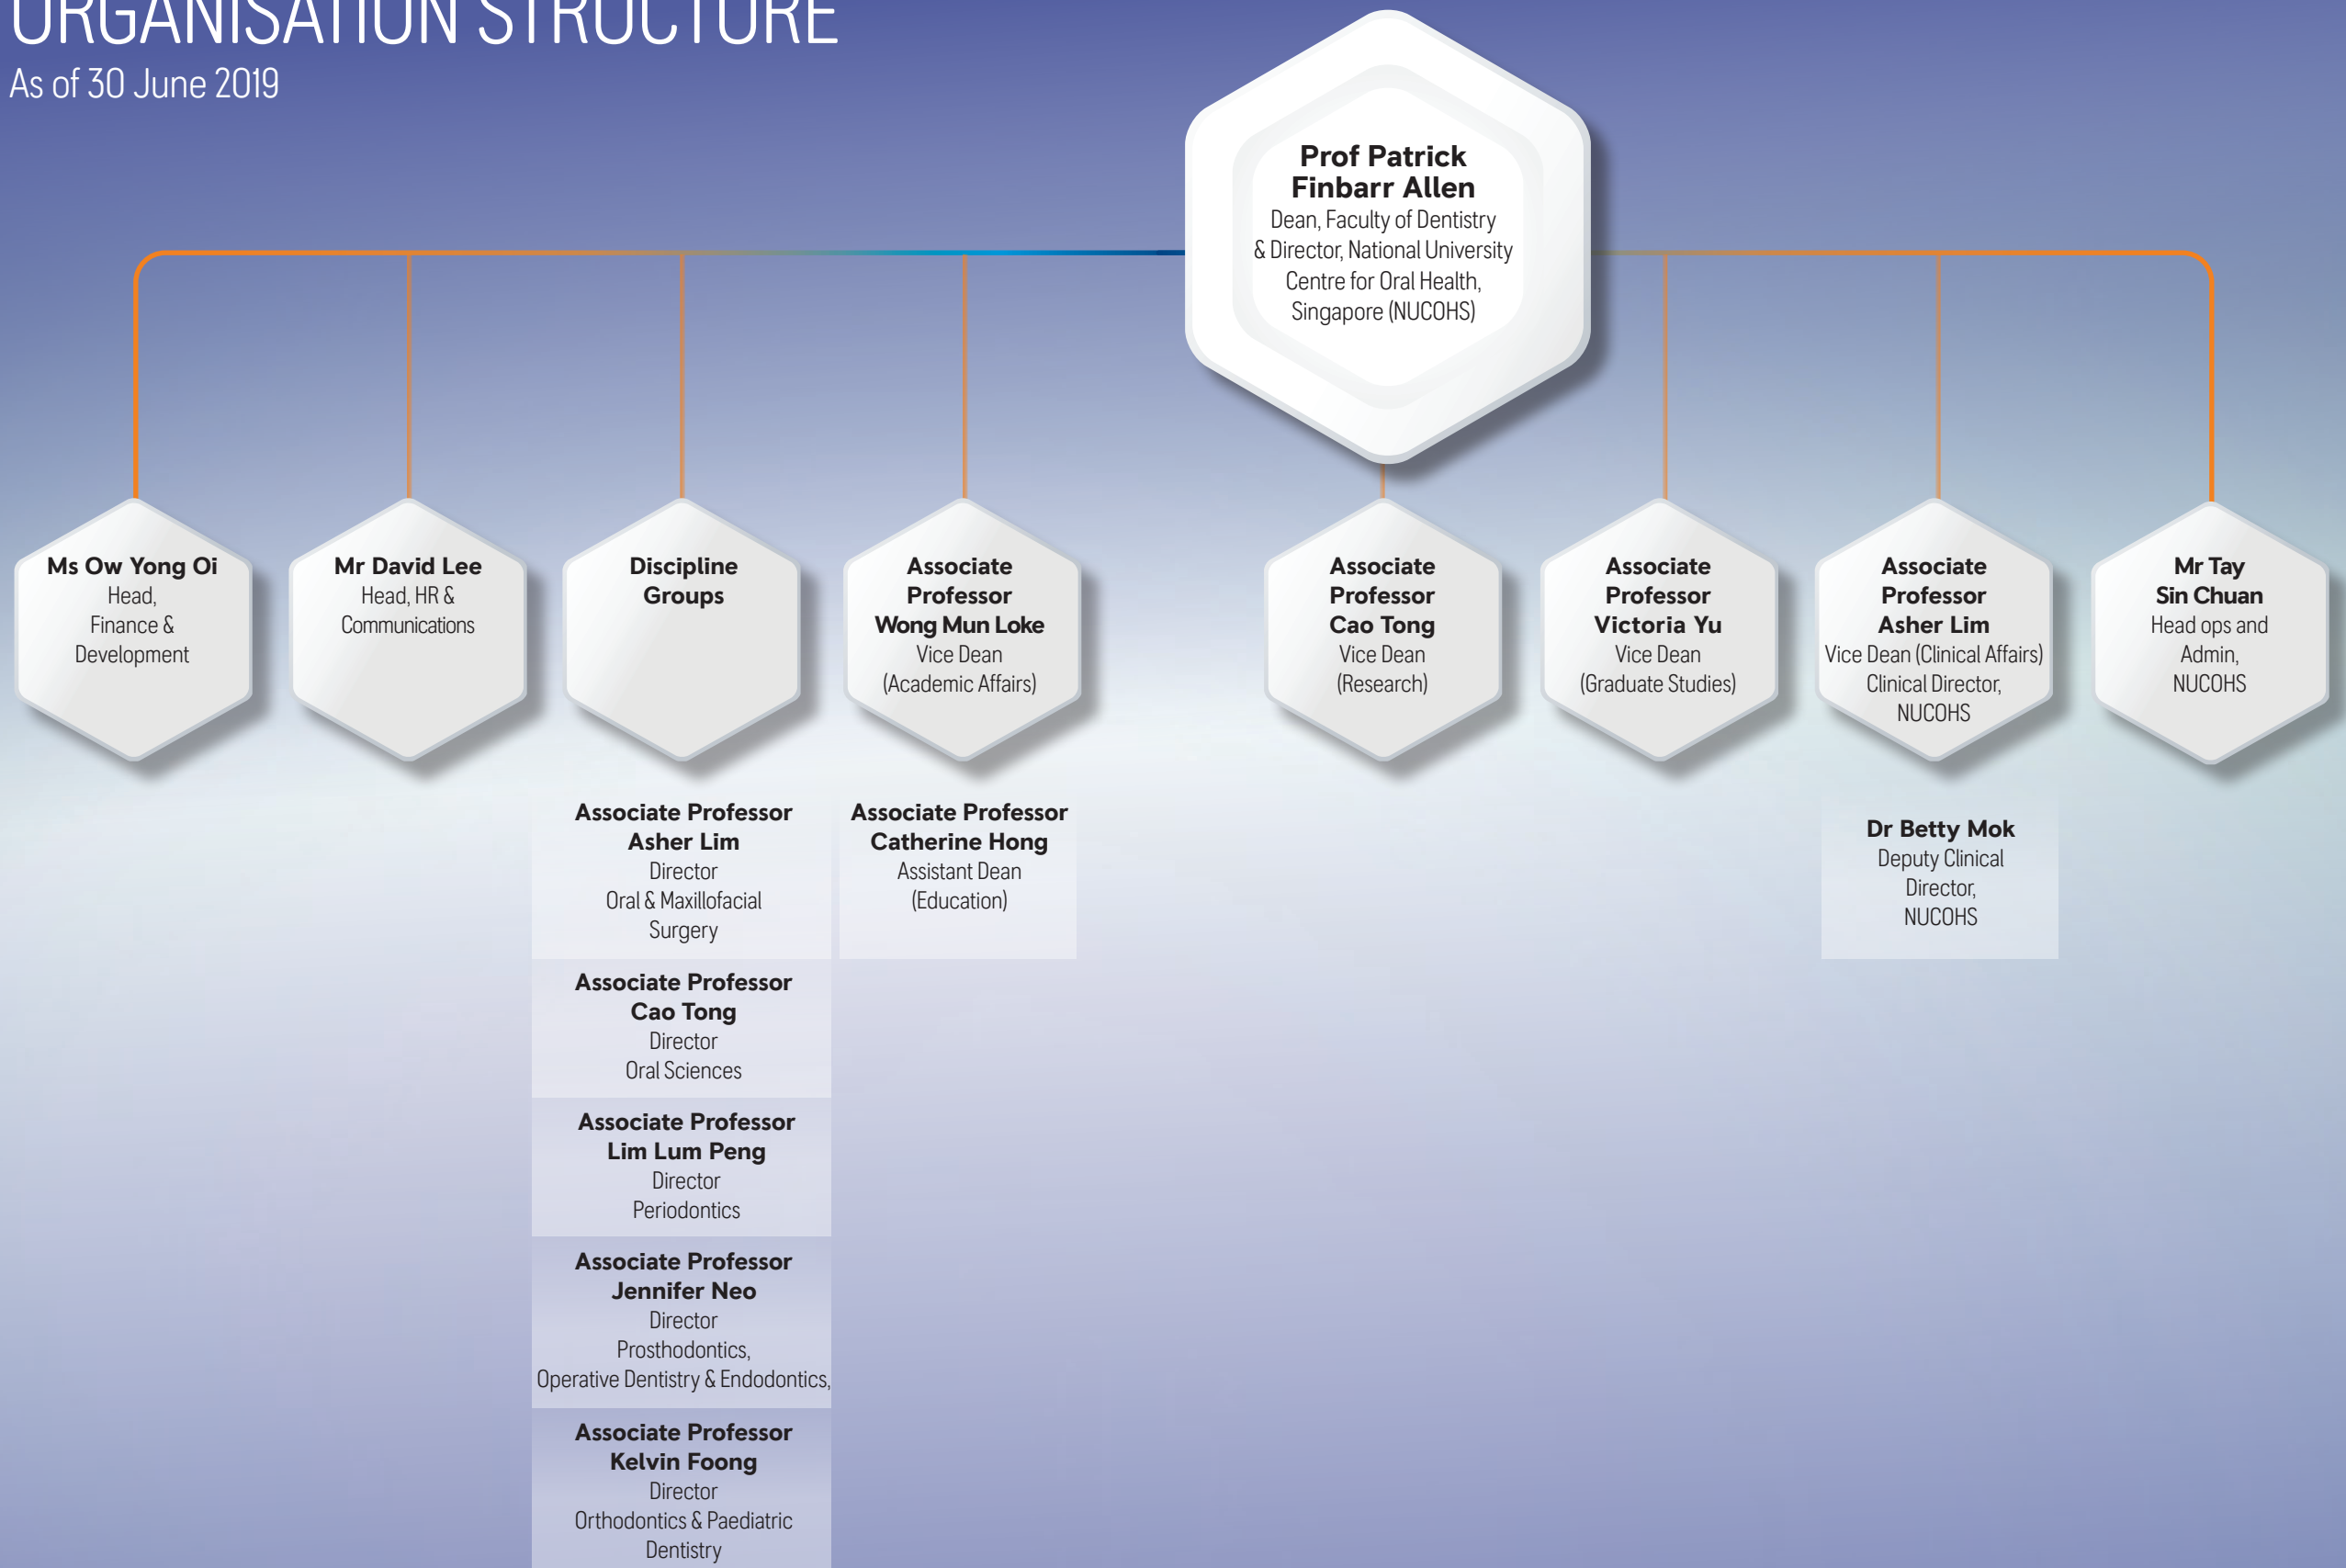 ORGANISATION STRUCTURE
As of 30 June 2019
Prof Patrick
Finbarr Allen
Dean, Faculty of Dentistry
& Director, National University
Centre for Oral Health,
Singapore (NUCOHS)
Ms Ow Yong Oi
Head,
Finance &
Development
Mr David Lee
Head, HR &
Communications
Discipline
Groups
Associate
Professor
Wong Mun Loke
Vice Dean
(Academic Affairs)
Associate
Professor
Cao Tong
Vice Dean
(Research)
Associate
Professor
Victoria Yu
Vice Dean
(Graduate Studies)
Associate
Professor
Asher Lim
Vice Dean (Clinical Affairs)
Clinical Director,
NUCOHS
Mr Tay
Sin Chuan
Head ops and
Admin,
NUCOHS
Associate Professor
Asher Lim
Director
Oral & Maxillofacial
Surgery
Associate Professor
Cao Tong
Director
Oral Sciences
Associate Professor
Lim Lum Peng
Director
Periodontics
Associate Professor
Jennifer Neo
Director
Prosthodontics,
Operative Dentistry & Endodontics,
Associate Professor
Kelvin Foong
Director
Orthodontics & Paediatric
Dentistry
Associate Professor
Catherine Hong
Assistant Dean
(Education)
Dr Betty Mok
Deputy Clinical
Director,
NUCOHS